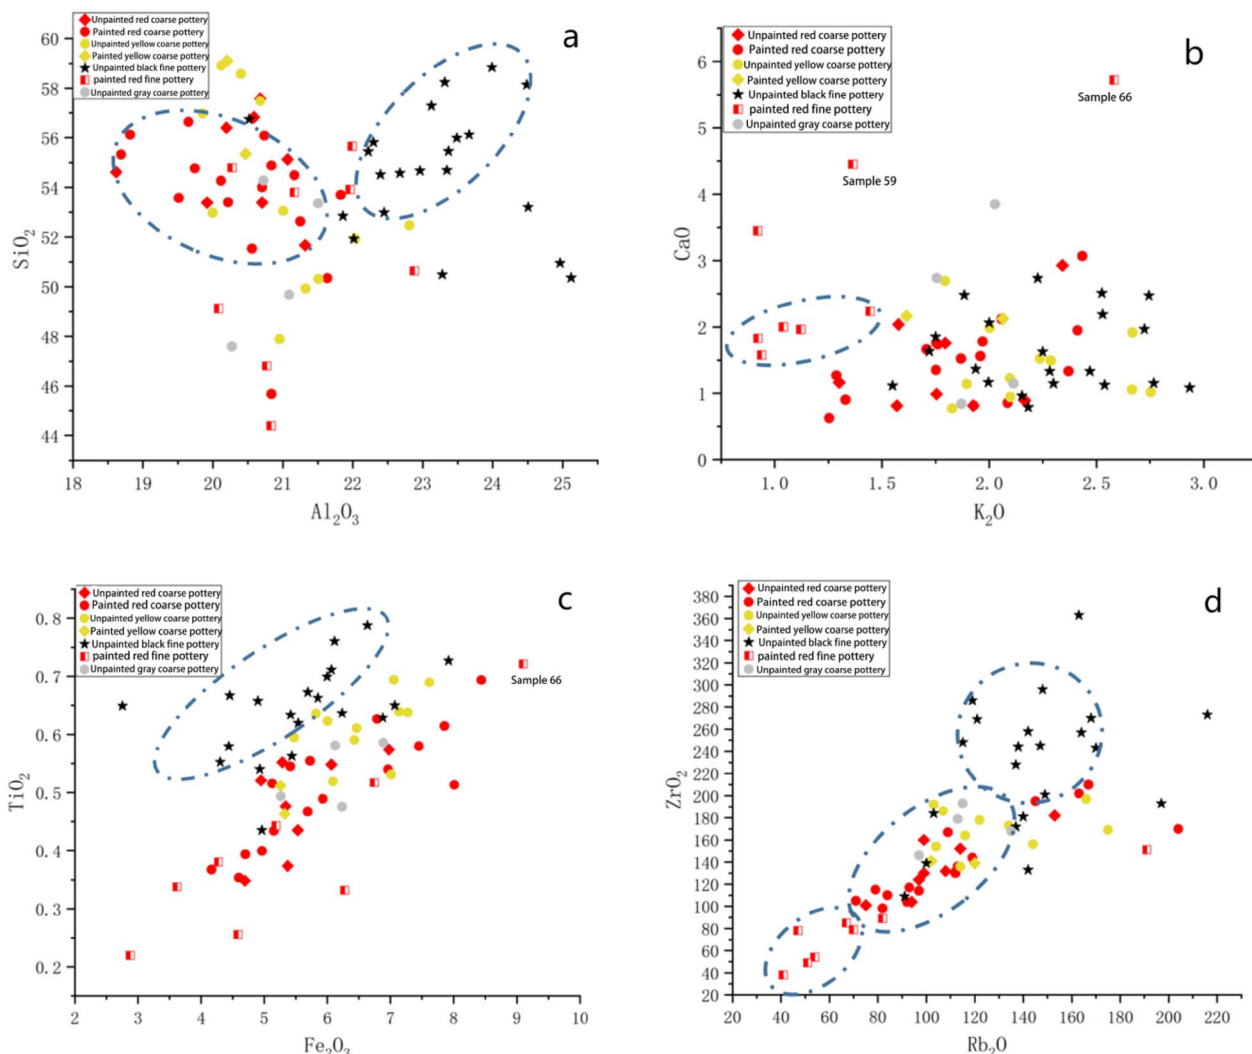 a
Unpainted red coarse pottery
Painted red coarse pottery
Unpainted yellow coarse pottery
Painted yellow coarse pottery
Unpainted black fine pottery
painted red fine pottery
Unpainted gray coarse pottery
60
58
56
54
52
50
48
46
44
SiO2
18 19 20 21 22 23 24 25
Al2O3
b
Unpainted red coarse pottery
Painted red coarse pottery
Unpainted yellow coarse pottery
Painted yellow coarse pottery
Unpainted black fine pottery
painted red fine pottery
Unpainted gray coarse pottery
Sample 66
Sample 59
6
5
4
3
2
1
0
CaO
1.0 1.5 2.0 2.5 3.0
K2O
c
Unpainted red coarse pottery
Painted red coarse pottery
Unpainted yellow coarse pottery
Painted yellow coarse pottery
Unpainted black fine pottery
painted red fine pottery
Unpainted gray coarse pottery
Sample 66
0.8
0.7
0.6
0.5
0.4
0.3
0.2
TiO2
2 3 4 5 6 7 8 9 10
Fe2O3
d
Unpainted red coarse pottery
Painted red coarse pottery
Unpainted yellow coarse pottery
Painted yellow coarse pottery
Unpainted black fine pottery
painted red fine pottery
Unpainted gray coarse pottery
380
360
340
320
300
280
260
240
220
200
180
160
140
120
100
80
60
40
20
ZrO2
20 40 60 80 100 120 140 160 180 200 220
Rb2O